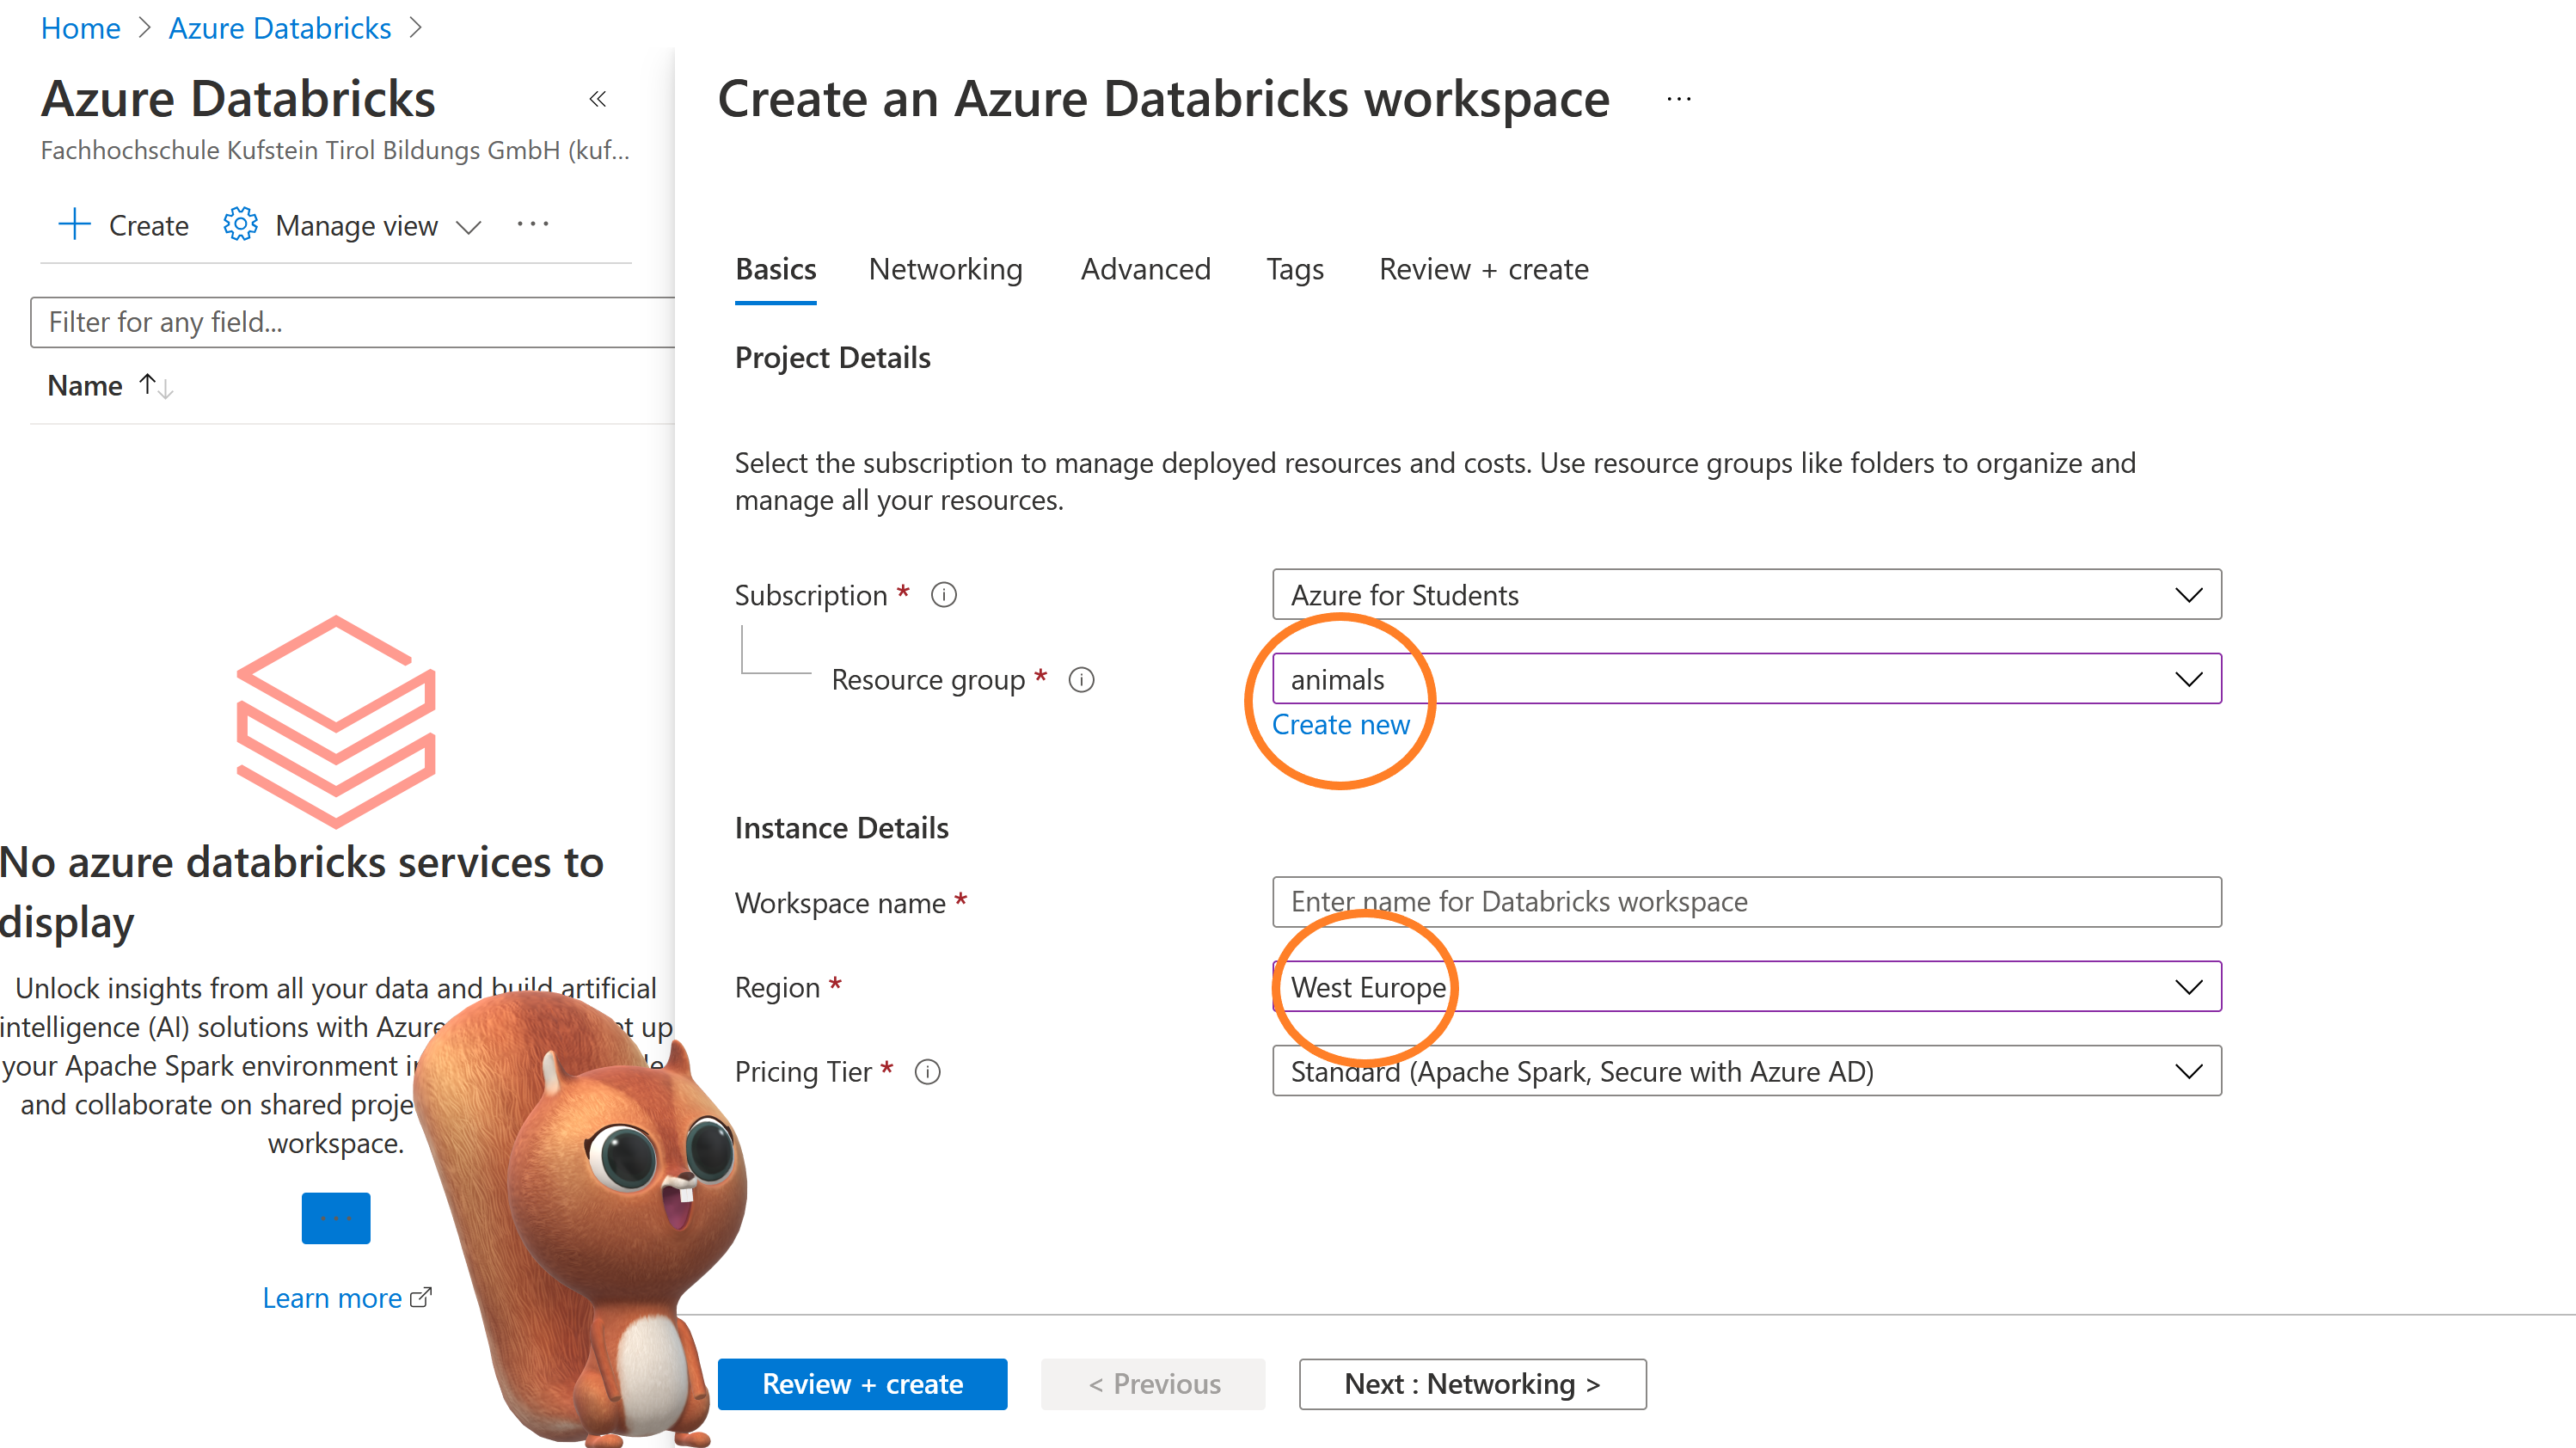 Home > Azure Databricks >
Azure Databricks «
Fachhochschule Kufstein Tirol Bildungs GmbH (kuf...
+ Create Manage view ...
Filter for any field...
Name ↑↓
No azure databricks services to
display
Unlock insights from all your data and build artificial
intelligence (AI) solutions with Azure et up
your Apache Spark environment
and collaborate on shared
workspace.
...
Learn more
Create an Azure Databricks workspace ...
Basics Networking Advanced Tags Review + create
Project Details
Select the subscription to manage deployed resources and costs. Use resource groups like folders to organize and
manage all your resources.
Subscription * Azure for Students
Resource group * animals
Create new
Instance Details
Workspace name * Enter name for Databricks workspace
Region * West Europe
Pricing Tier * Standard (Apache Spark, Secure with Azure AD)
Review + create < Previous Next : Networking >